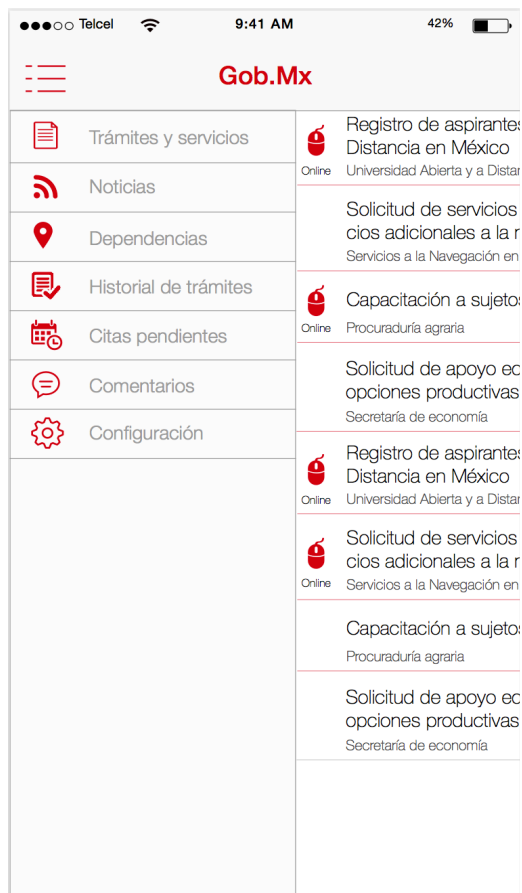 Telcel 9:41 AM 42%
Gob.Mx
Trámites y servicios
Noticias
Dependencias
Historial de trámites
Citas pendientes
Comentarios
Configuración
Registro de aspirantes
Distancia en México
Online Universidad Abierta y a Distan
Solicitud de servicios
cios adicionales a la r
Servicios a la Navegación en
Capacitación a sujetos
Online Procuraduría agraria
Solicitud de apoyo ec
opciones productivas
Secretaría de economía
Registro de aspirantes
Distancia en México
Online Universidad Abierta y a Distan
Solicitud de servicios
cios adicionales a la r
Online Servicios a la Navegación en
Capacitación a sujetos
Procuraduría agraria
Solicitud de apoyo ec
opciones productivas
Secretaría de economía